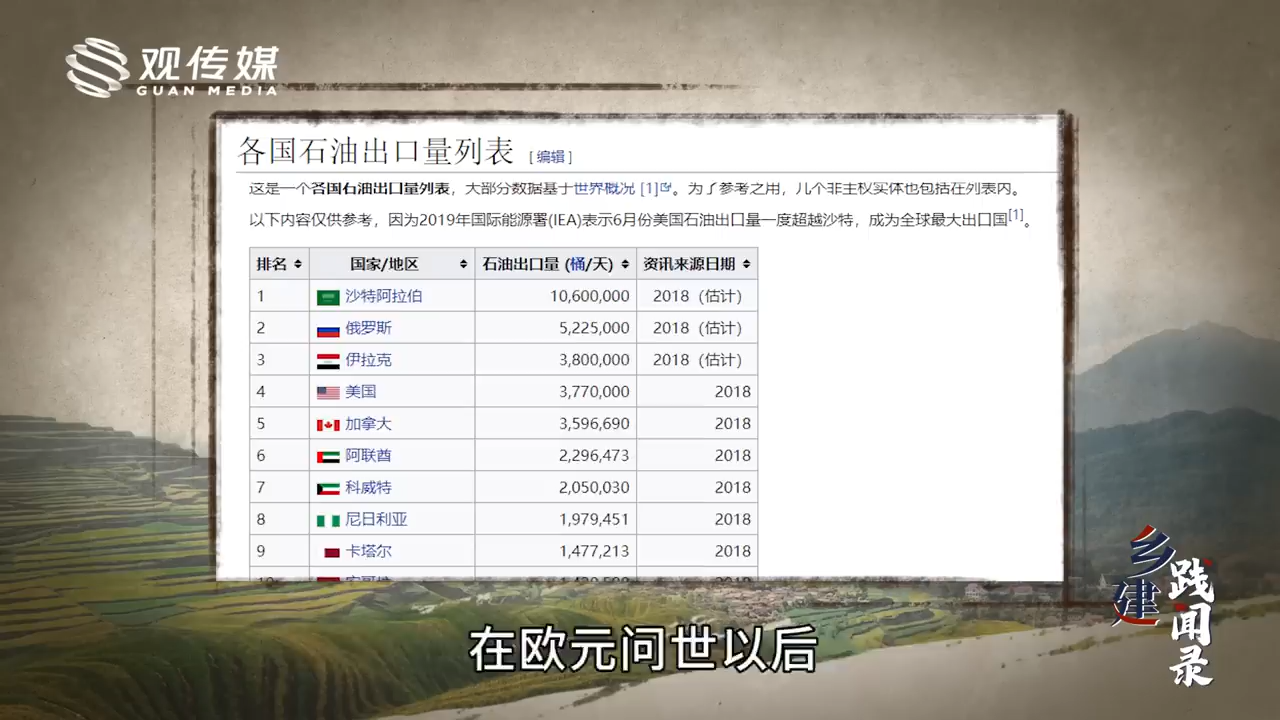 观传媒
GUAN MEDIA
各国石油出口量列表 [编辑]
这是一个各国石油出口量列表，大部分数据基于世界概况 [1]。为了参考之用，几个非主权实体也包括在列表内。
以下内容仅供参考，因为2019年国际能源署(IEA)表示6月份美国石油出口量一度超越沙特，成为全球最大出口国[1]。
排名 国家/地区 石油出口量 (桶/天) 资讯来源日期
1 沙特阿拉伯 10,600,000 2018（估计）
2 俄罗斯 5,225,000 2018（估计）
3 伊拉克 3,800,000 2018（估计）
4 美国 3,770,000 2018
5 加拿大 3,596,690 2018
6 阿联酋 2,296,473 2018
7 科威特 2,050,030 2018
8 尼日利亚 1,979,451 2018
9 卡塔尔 1,477,213 2018
乡建
践闻录
在欧元问世以后